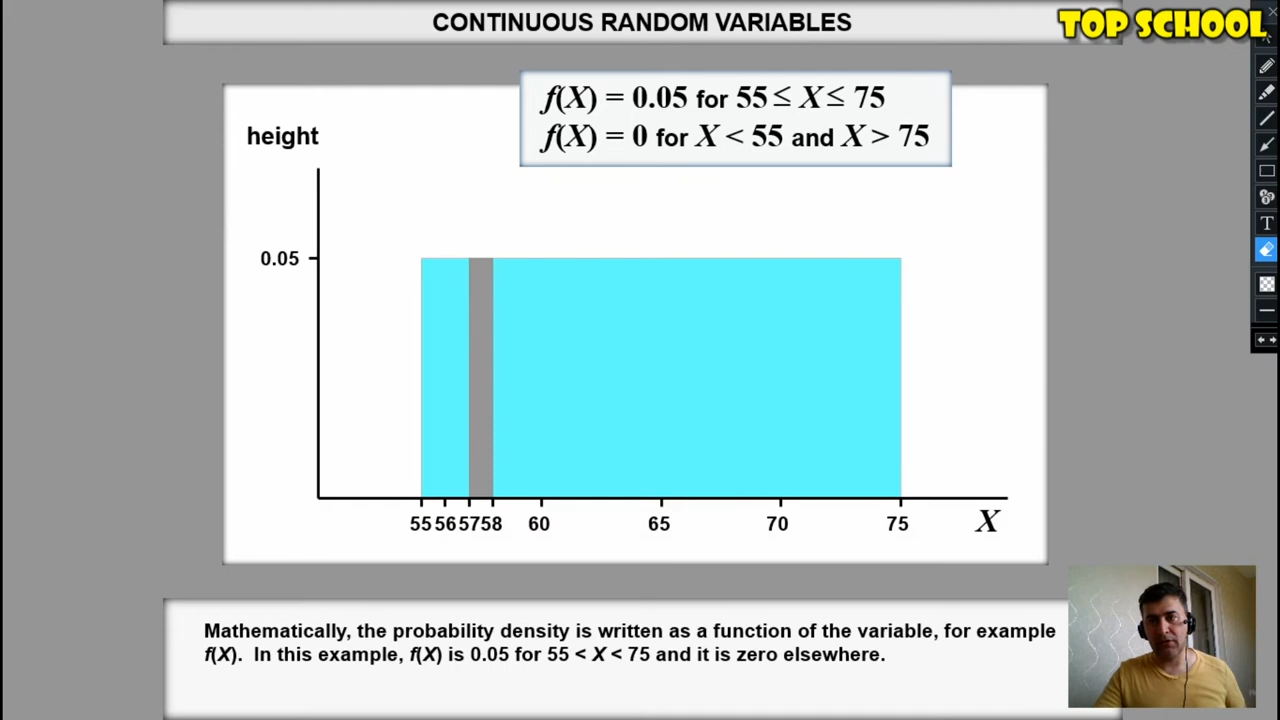 CONTINUOUS RANDOM VARIABLES
TOP SCHOOL
f(X) = 0.05 for 55 ≤ X ≤ 75
f(X) = 0 for X < 55 and X > 75
height
0.05
55 56 57 58 60 65 70 75 X
Mathematically, the probability density is written as a function of the variable, for example
f(X). In this example, f(X) is 0.05 for 55 < X < 75 and it is zero elsewhere.
T